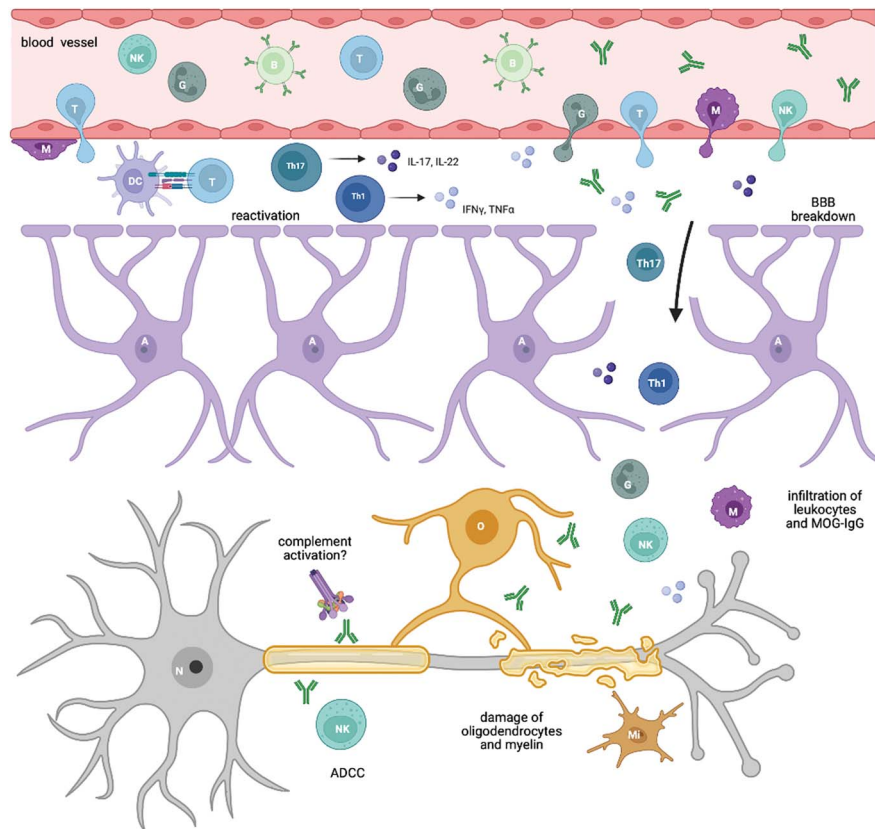 blood vessel
NK
G
B
T
G
B
T
G
T
M
NK
M
DC
T
Th17
IL-17, IL-22
Th1
IFNγ, TNFα
reactivation
BBB
breakdown
Th17
A
A
A
A
Th1
G
M
NK
infiltration of
leukocytes
and MOG-IgG
O
complement
activation?
N
NK
ADCC
damage of
oligodendrocytes
and myelin
Mi